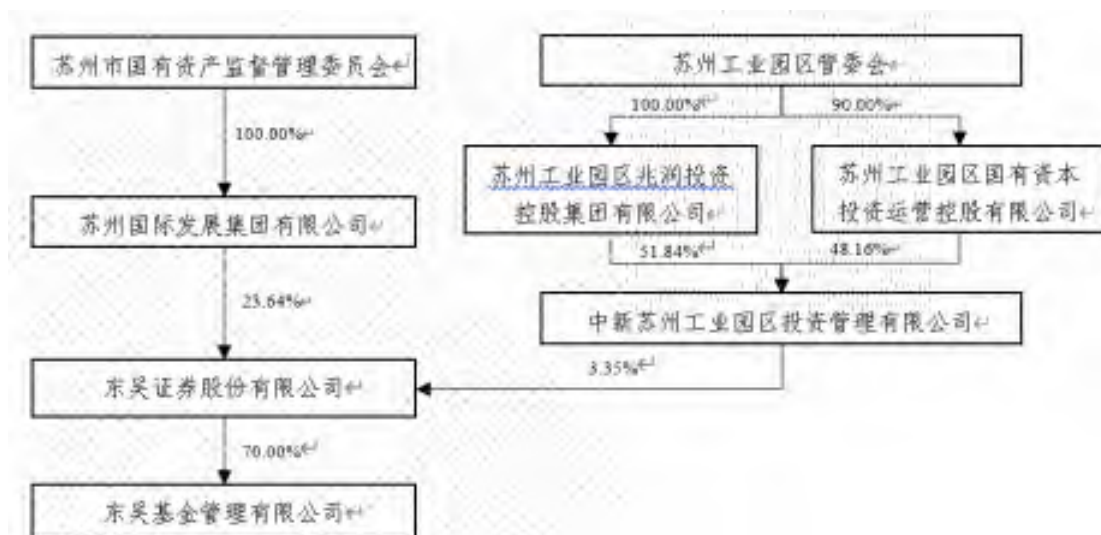 苏州市国有资产监督管理委员会
苏州工业园区管委会
100.00%
90.00%
100.00%
苏州工业园区兆润投资
控股集团有限公司
苏州工业园区国有资本
投资运营控股有限公司
苏州国际发展集团有限公司
51.84%
48.16%
23.64%
中新苏州工业园区投资管理有限公司
3.35%
东吴证券股份有限公司
70.00%
东吴基金管理有限公司